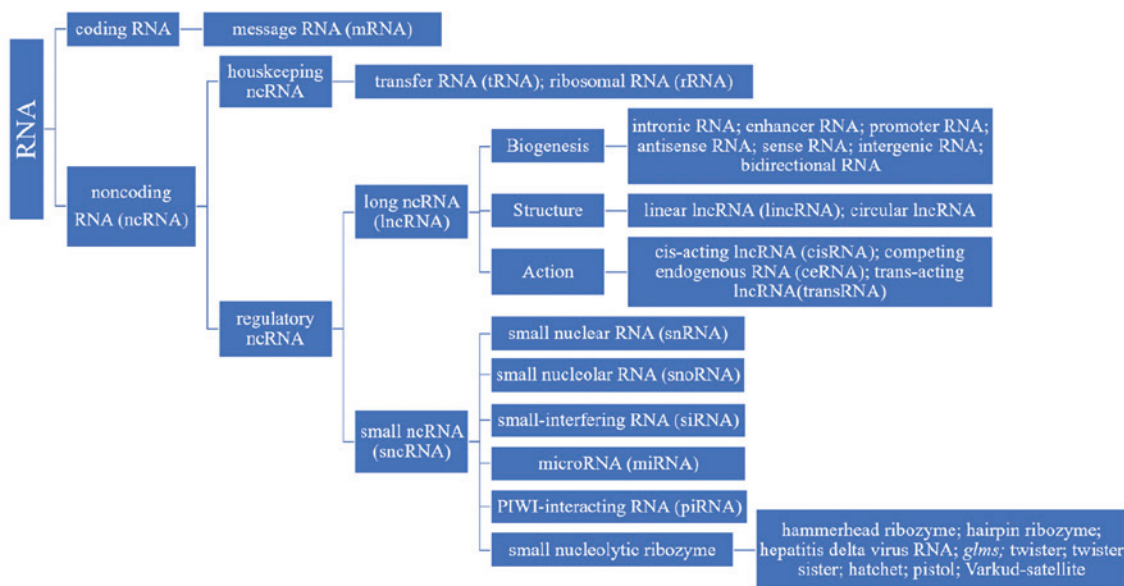 RNA
coding RNA
message RNA (mRNA)
noncoding
RNA (ncRNA)
houskeeping
ncRNA
transfer RNA (tRNA); ribosomal RNA (rRNA)
regulatory
ncRNA
long ncRNA
(lncRNA)
Biogenesis
intronic RNA; enhancer RNA; promoter RNA;
antisense RNA; sense RNA; intergenic RNA;
bidirectional RNA
Structure
linear lncRNA (lincRNA); circular lncRNA
Action
cis-acting lncRNA (cisRNA); competing
endogenous RNA (ceRNA); trans-acting
lncRNA(transRNA)
small ncRNA
(sncRNA)
small nuclear RNA (snRNA)
small nucleolar RNA (snoRNA)
small-interfering RNA (siRNA)
microRNA (miRNA)
PIWI-interacting RNA (piRNA)
small nucleolytic ribozyme
hammerhead ribozyme; hairpin ribozyme;
hepatitis delta virus RNA; glms; twister; twister
sister; hatchet; pistol; Varkud-satellite